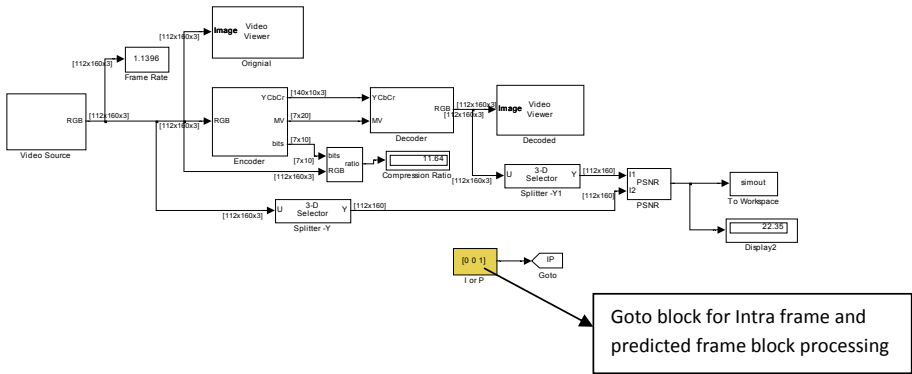 [112x160x3]
Image
Video
Viewer
Orignial
[112x160x3]
1.1396
Frame Rate
RGB
[112x160x3]
[112x160x3]
Video Source
RGB
YCbCr
MV
bits
Encoder
[140x10x3]
[7x20]
[7x10]
[7x10]
YCbCr
MV
RGB
Decoder
[112x160x3]
[112x160x3]
Image
Video
Viewer
Decoded
bits
RGB
ratio
[112x160x3]
11.64
Compression Ratio
[112x160x3]
U
3-D
Selector
Y
Splitter -Y1
[112x160]
[112x160]
I1
I2
PSNR
PSNR
simout
To Workspace
22.35
Display2
[112x160x3]
U
3-D
Selector
Y
Splitter -Y
[112x160]
[0 0 1]
I or P
IP
Goto
Goto block for Intra frame and
predicted frame block processing